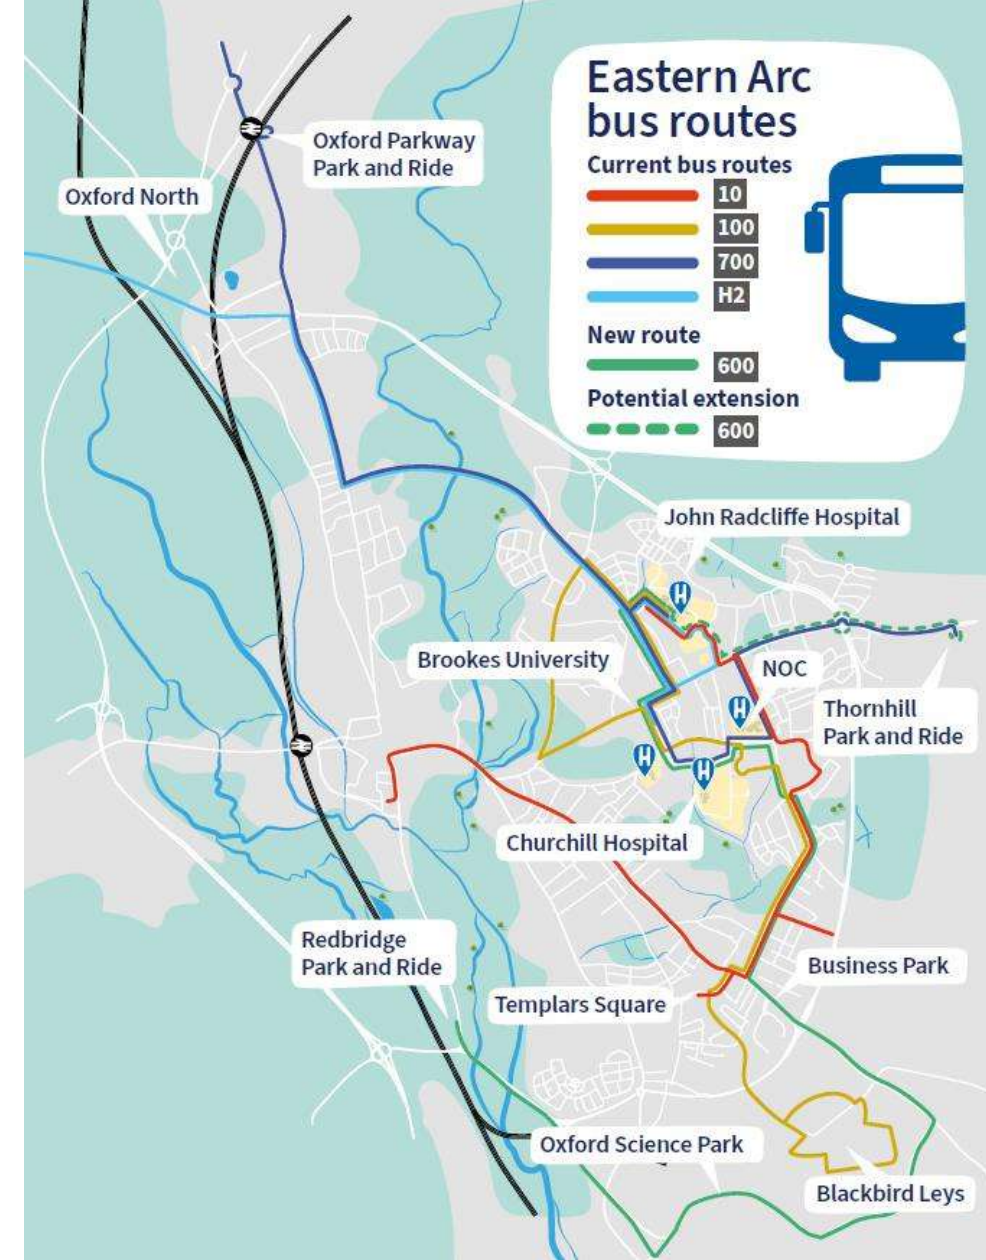 Eastern Arc
bus routes
Current bus routes
10
100
700
H2
New route
600
Potential extension
600
Oxford Parkway
Park and Ride
Oxford North
John Radcliffe Hospital
H
Brookes University
NOC
H
Thornhill
Park and Ride
H
H
Churchill Hospital
Redbridge
Park and Ride
Business Park
Templars Square
Oxford Science Park
Blackbird Leys